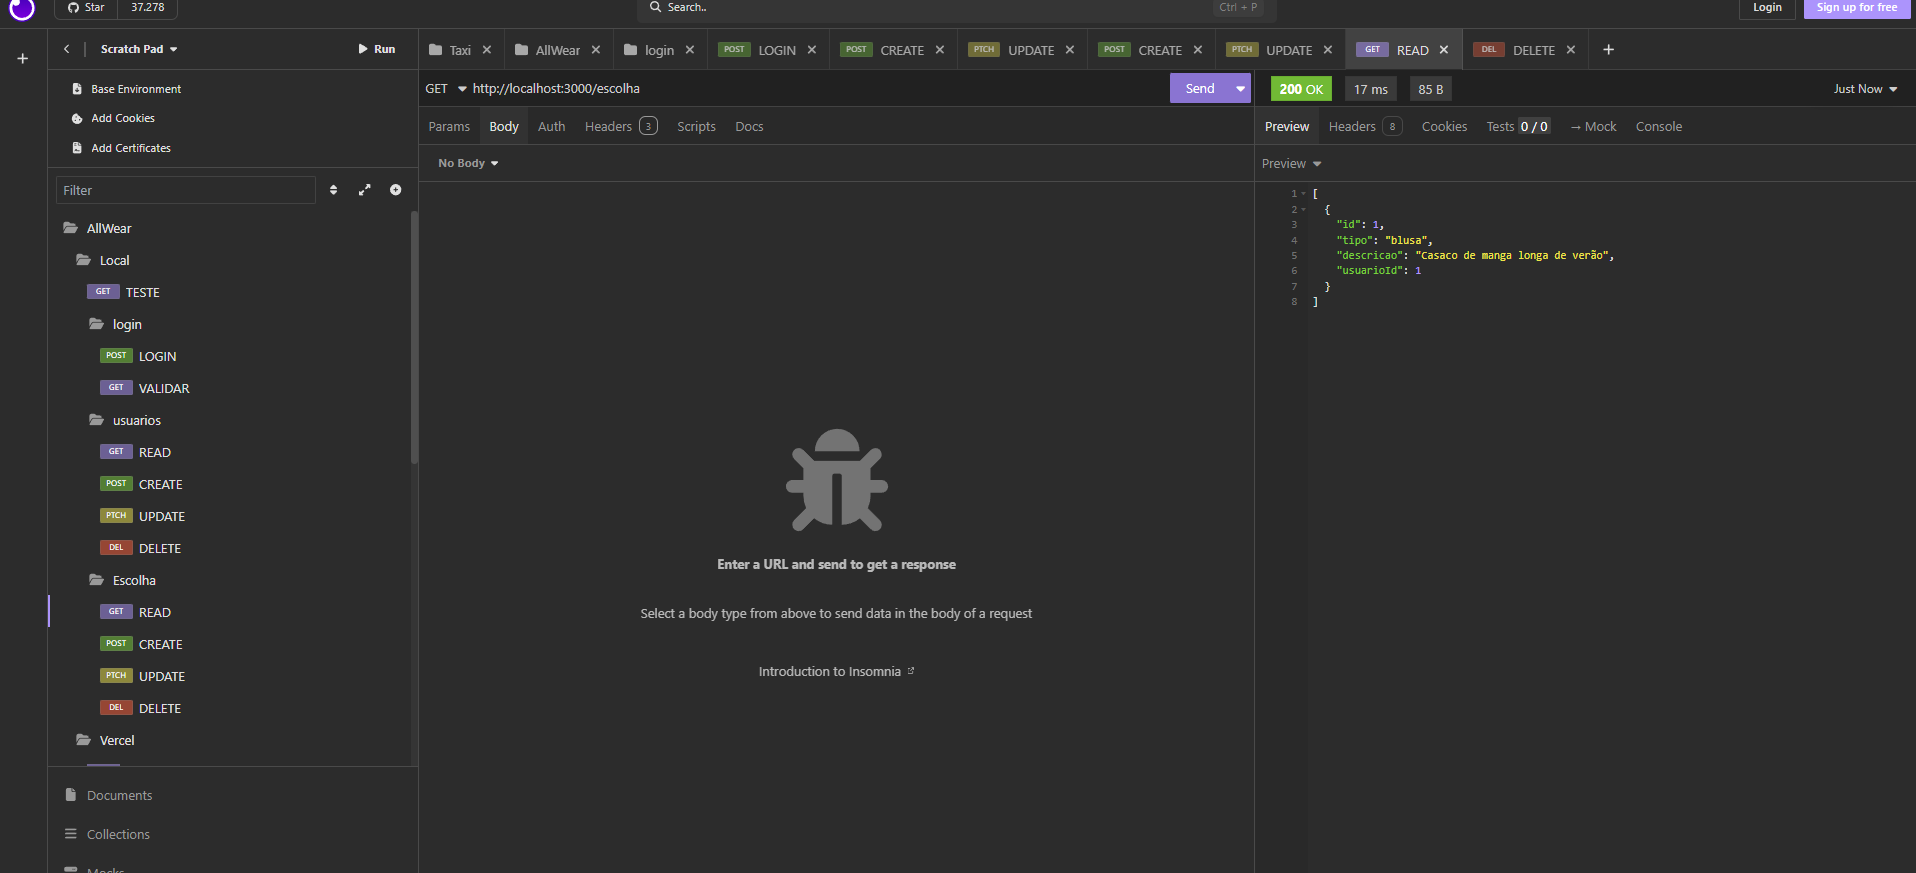 Star 37.278
Search.. Ctrl + P
Login Sign up for free
Scratch Pad Run
Taxi AllWear login POST LOGIN POST CREATE PTCH UPDATE POST CREATE PTCH UPDATE GET READ DEL DELETE
Base Environment
Add Cookies
Add Certificates
Filter
AllWear
Local
GET TESTE
login
POST LOGIN
GET VALIDAR
usuarios
GET READ
POST CREATE
PTCH UPDATE
DEL DELETE
Escolha
GET READ
POST CREATE
PTCH UPDATE
DEL DELETE
Vercel
Documents
Collections
Mocks
GET http://localhost:3000/escolha Send
Params Body Auth Headers 3 Scripts Docs
No Body
Enter a URL and send to get a response
Select a body type from above to send data in the body of a request
Introduction to Insomnia
200 OK 17 ms 85 B Just Now
Preview Headers 8 Cookies Tests 0 / 0 → Mock Console
Preview
1 [
2 {
3 "id": 1,
4 "tipo": "blusa",
5 "descricao": "Casaco de manga longa de verão",
6 "usuarioId": 1
7 }
8 ]